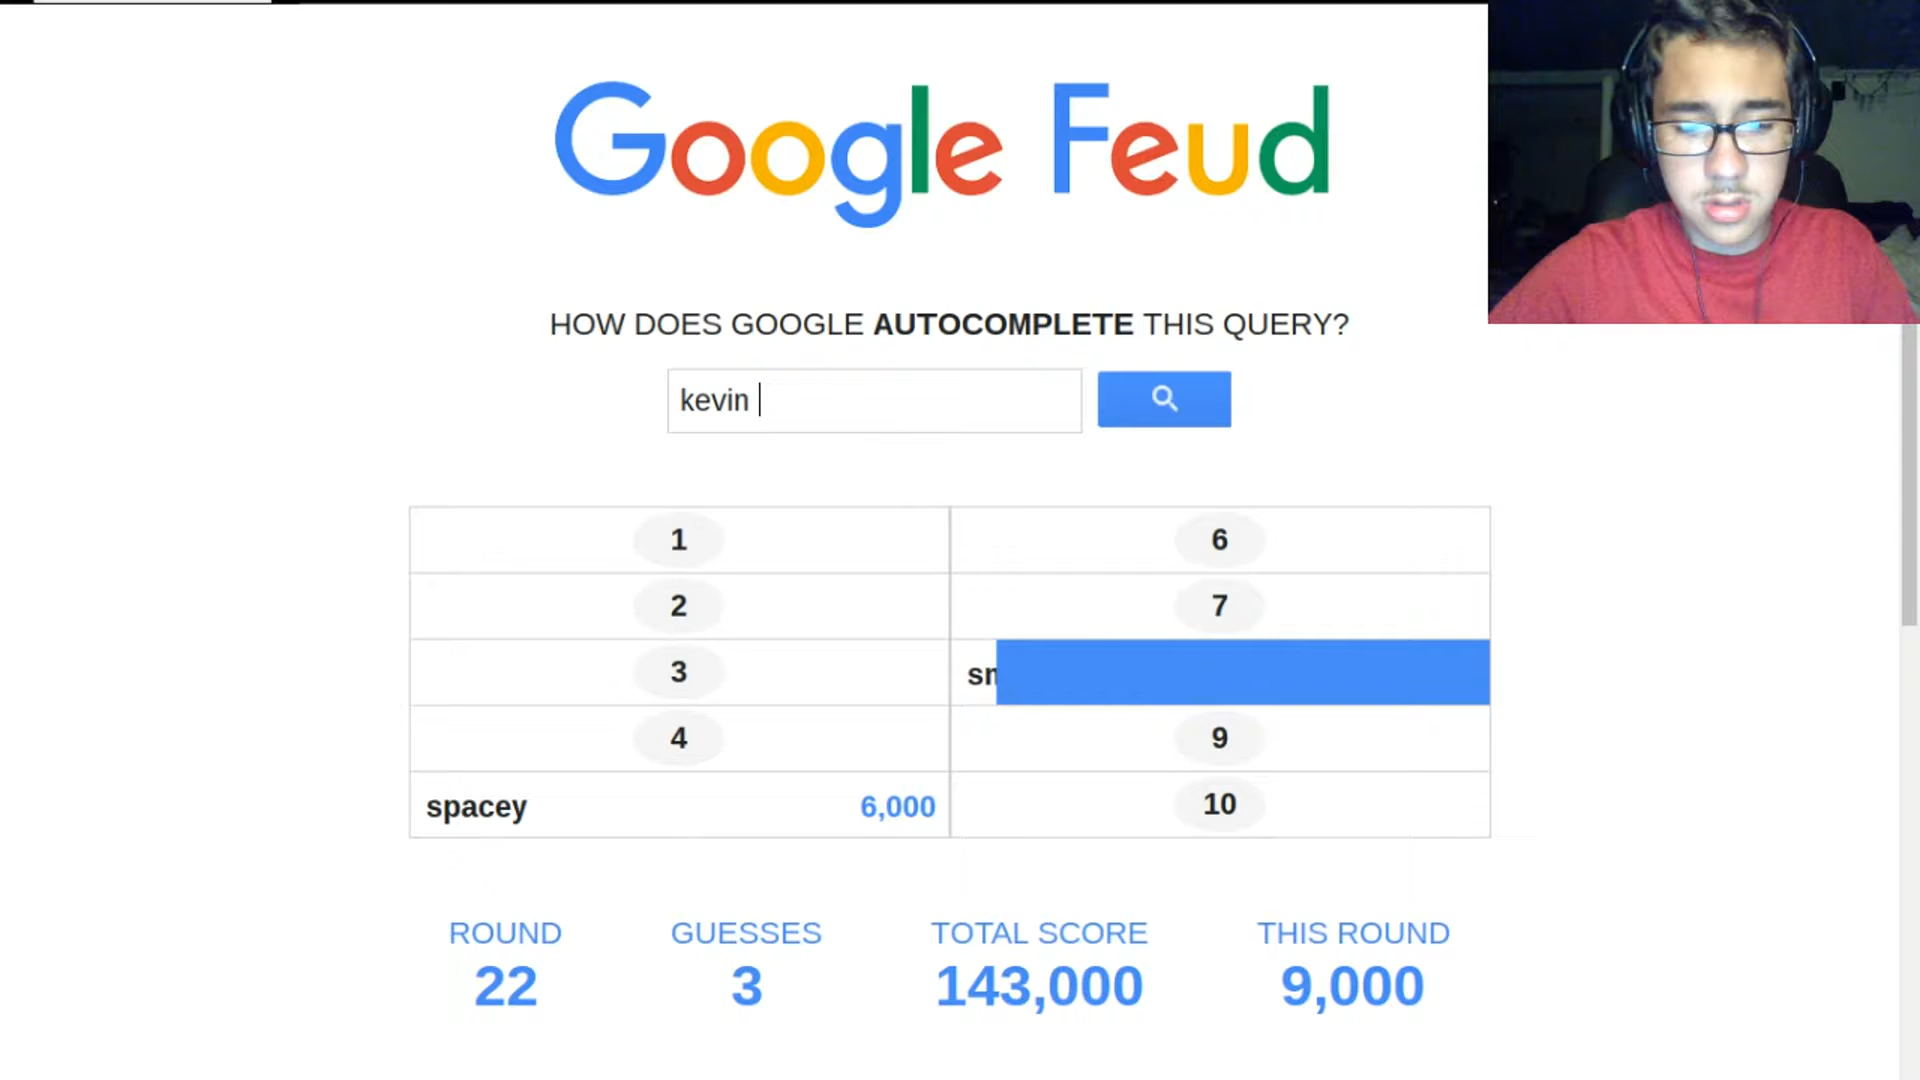 Google Feud
HOW DOES GOOGLE AUTOCOMPLETE THIS QUERY?
kevin
1
6
2
7
3
4
9
spacey 6,000
10
ROUND GUESSES TOTAL SCORE THIS ROUND
22 3 143,000 9,000